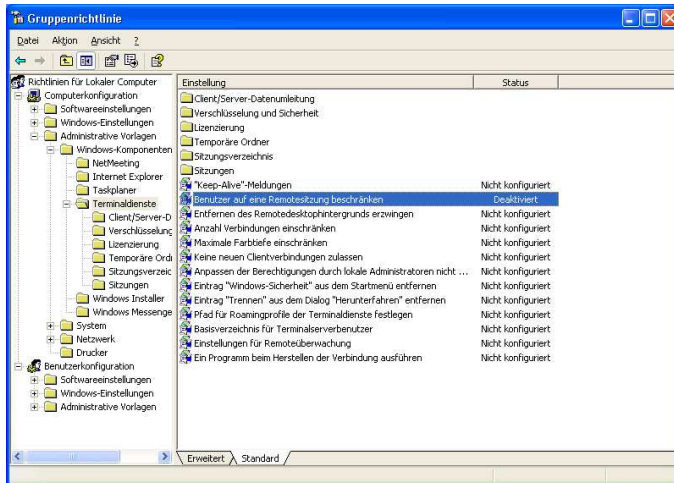 Gruppenrichtlinie
Datei Aktion Ansicht ?
Richtlinien für Lokaler Computer
Computerkonfiguration
Softwareeinstellungen
Windows-Einstellungen
Administrative Vorlagen
Windows-Komponenten
NetMeeting
Internet Explorer
Taskplaner
Terminaldienste
Client/Server-D
Verschlüsselung
Lizenzierung
Temporäre Ord
Sitzungsverzeic
Sitzungen
Windows Installer
Windows Messenge
System
Netzwerk
Drucker
Benutzerkonfiguration
Softwareeinstellungen
Windows-Einstellungen
Administrative Vorlagen
Einstellung Status
Client/Server-Datenumleitung
Verschlüsselung und Sicherheit
Lizenzierung
Temporäre Ordner
Sitzungsverzeichnis
Sitzungen
"Keep-Alive"-Meldungen Nicht konfiguriert
Benutzer auf eine Remotesitzung beschränken Deaktiviert
Entfernen des Remotedesktophintergrunds erzwingen Nicht konfiguriert
Anzahl Verbindungen einschränken Nicht konfiguriert
Maximale Farbtiefe einschränken Nicht konfiguriert
Keine neuen Clientverbindungen zulassen Nicht konfiguriert
Anpassen der Berechtigungen durch lokale Administratoren nicht ... Nicht konfiguriert
Eintrag "Windows-Sicherheit" aus dem Startmenü entfernen Nicht konfiguriert
Eintrag "Trennen" aus dem Dialog "Herunterfahren" entfernen Nicht konfiguriert
Pfad für Roamingprofile der Terminaldienste festlegen Nicht konfiguriert
Basisverzeichnis für Terminalserverbenutzer Nicht konfiguriert
Einstellungen für Remoteüberwachung Nicht konfiguriert
Ein Programm beim Herstellen der Verbindung ausführen Nicht konfiguriert
Erweitert Standard